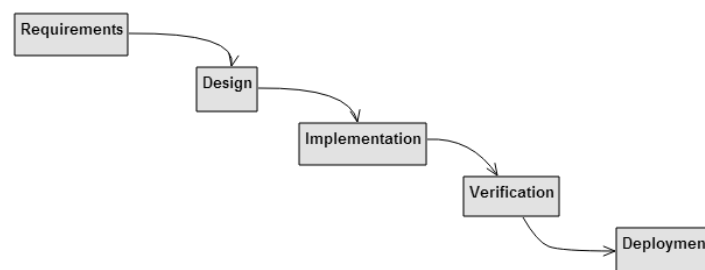 Requirements
Design
Implementation
Verification
Deploymen